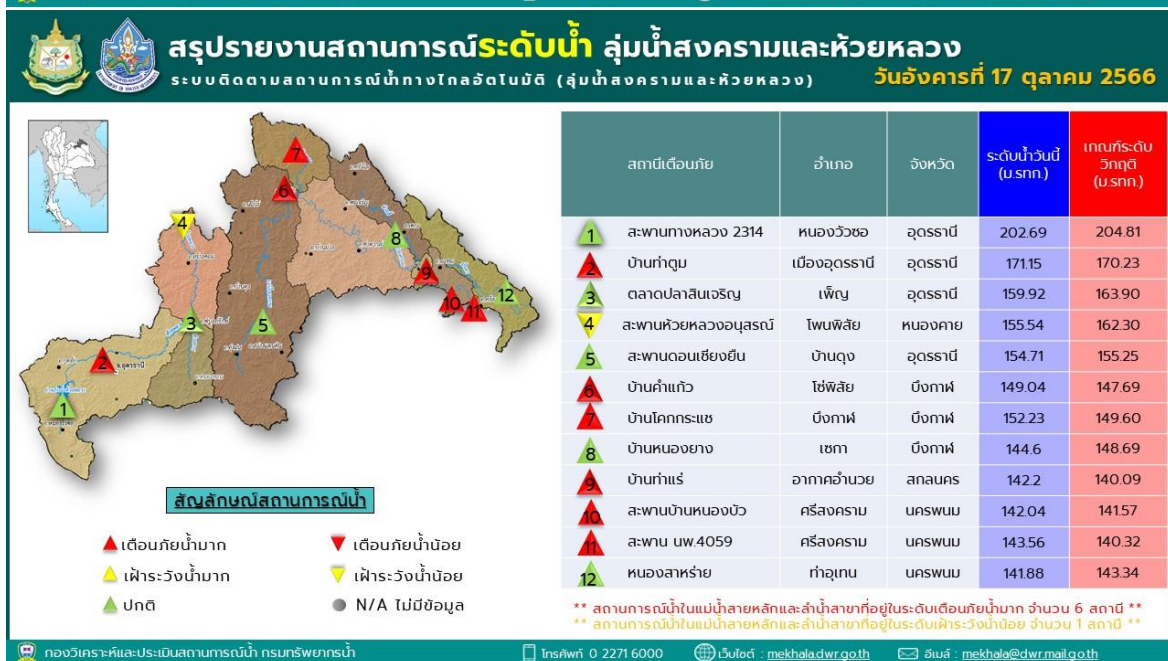 สรุปรายงานสถานการณ์ระดับน้ำ ลุ่มน้ำสงครามและห้วยหลวง
ระบบติดตามสถานการณ์น้ำทางไกลอัตโนมัติ (ลุ่มน้ำสงครามและห้วยหลวง) วันอังคารที่ 17 ตุลาคม 2566
สถานีเตือนภัย อำเภอ จังหวัด ระดับน้ำวันนี้ (ม.รทก.) เกณฑ์ระดับวิกฤติ (ม.รทก.)
1 สะพานทางหลวง 2314 หนองวัวซอ อุดรธานี 202.69 204.81
2 บ้านท่าตูม เมืองอุดรธานี อุดรธานี 171.15 170.23
3 ตลาดปลาสินเจริญ เพ็ญ อุดรธานี 159.92 163.90
4 สะพานห้วยหลวงอนุสรณ์ โพนพิสัย หนองคาย 155.54 162.30
5 สะพานดอนเชียงยืน บ้านดุง อุดรธานี 154.71 155.25
6 บ้านคำแก้ว โซ่พิสัย บึงกาฬ 149.04 147.69
7 บ้านโคกกระแซ บึงกาฬ บึงกาฬ 152.23 149.60
8 บ้านหนองยาง เซกา บึงกาฬ 144.6 148.69
9 บ้านท่าแร่ อากาศอำนวย สกลนคร 142.2 140.09
10 สะพานบ้านหนองบัว ศรีสงคราม นครพนม 142.04 141.57
11 สะพาน นพ.4059 ศรีสงคราม นครพนม 143.56 140.32
12 หนองสาหร่าย ท่าอุเทน นครพนม 141.88 143.34
7
6
4
8
9
10
11
12
3
5
2
1
จ.อุดรธานี
สัญลักษณ์สถานการณ์น้ำ
เตือนภัยน้ำมาก เตือนภัยน้ำน้อย
เฝ้าระวังน้ำมาก เฝ้าระวังน้ำน้อย
ปกติ N/A ไม่มีข้อมูล
** สถานการณ์น้ำในแม่น้ำสายหลักและลำน้ำสาขาที่อยู่ในระดับเตือนภัยน้ำมาก จำนวน 6 สถานี **
** สถานการณ์น้ำในแม่น้ำสายหลักและลำน้ำสาขาที่อยู่ในระดับเฝ้าระวังน้ำน้อย จำนวน 1 สถานี **
กองวิเคราะห์และประเมินสถานการณ์น้ำ กรมทรัพยากรน้ำ โทรศัพท์ 0 2271 6000 เว็บไซต์ : mekhala.dwr.go.th อีเมล์ : mekhala@dwr.mail.go.th